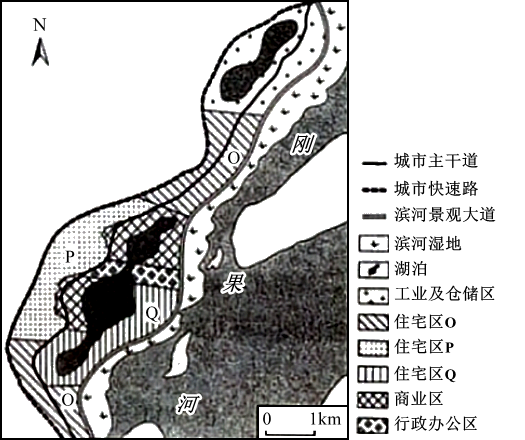 N
O
刚
P
果
Q
O
河
0 1km
城市主干道
城市快速路
滨河景观大道
滨河湿地
湖泊
工业及仓储区
住宅区O
住宅区P
住宅区Q
商业区
行政办公区